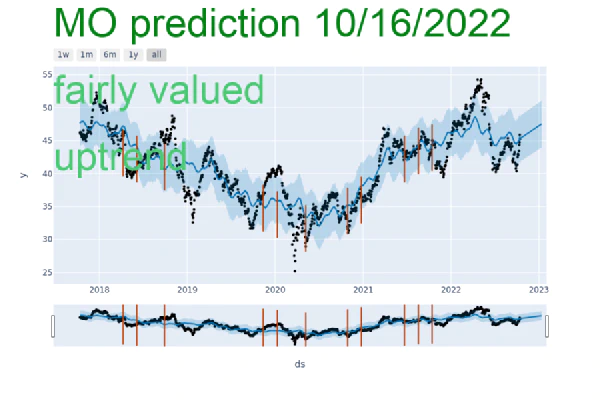 MO prediction 10/16/2022
1w 1m 6m 1y all
fairly valued
uptrend
55
50
45
40
35
30
25
y
2018 2019 2020 2021 2022 2023
ds